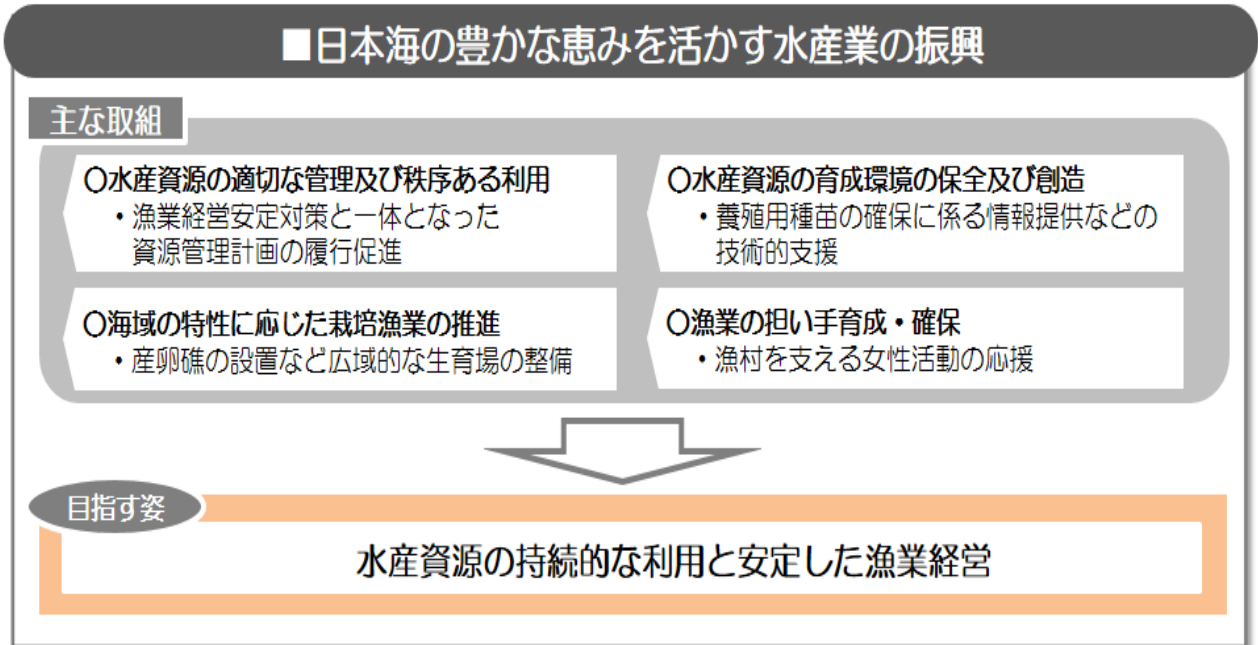 ■日本海の豊かな恵みを活かす水産業の振興
主な取組
〇水産資源の適切な管理及び秩序ある利用
・漁業経営安定対策と一体となった
資源管理計画の履行促進
〇水産資源の育成環境の保全及び創造
・養殖用種苗の確保に係る情報提供などの
技術的支援
〇海域の特性に応じた栽培漁業の推進
・産卵礁の設置など広域的な生育場の整備
〇漁業の担い手育成・確保
・漁村を支える女性活動の応援
目指す姿
水産資源の持続的な利用と安定した漁業経営